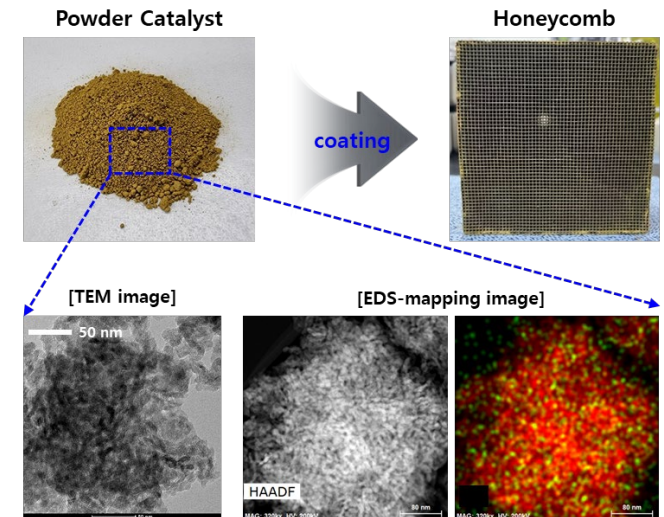 Powder Catalyst
Honeycomb
coating
[TEM image]
[EDS-mapping image]
50 nm
HAADF
80 nm
80 nm